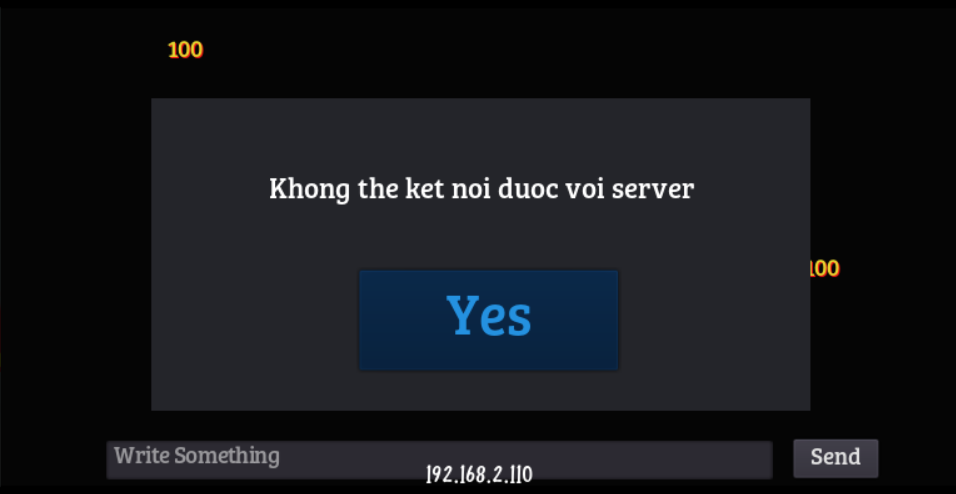 100
Khong the ket noi duoc voi server
100
Yes
Write Something
Send
192.168.2.110